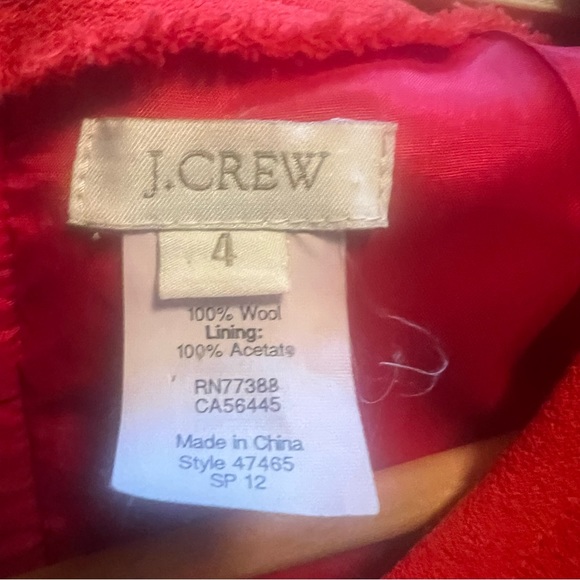 J.CREW
4
100% Wool
Lining:
100% Acetate
RN77388
CA56445
Made in China
Style 47465
SP 12